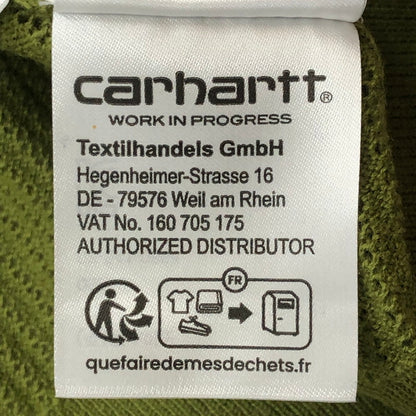 carhartt®
WORK IN PROGRESS
Textilhandels GmbH
Hegenheimer-Strasse 16
DE - 79576 Weil am Rhein
VAT No. 160 705 175
AUTHORIZED DISTRIBUTOR
FR
quefairedemesdechets.fr